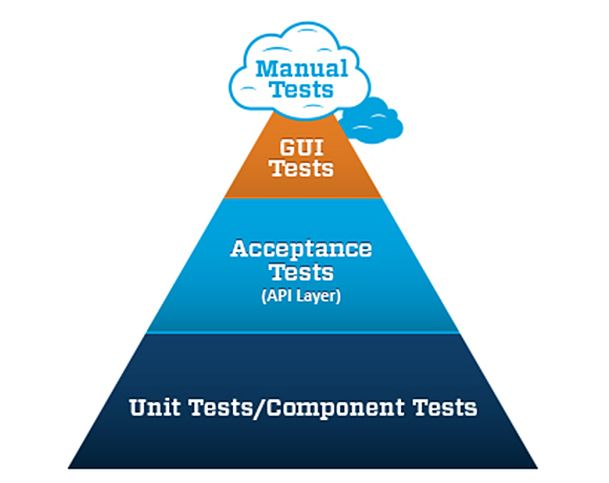 Manual
Tests
GUI
Tests
Acceptance
Tests
(API Layer)
Unit Tests/Component Tests